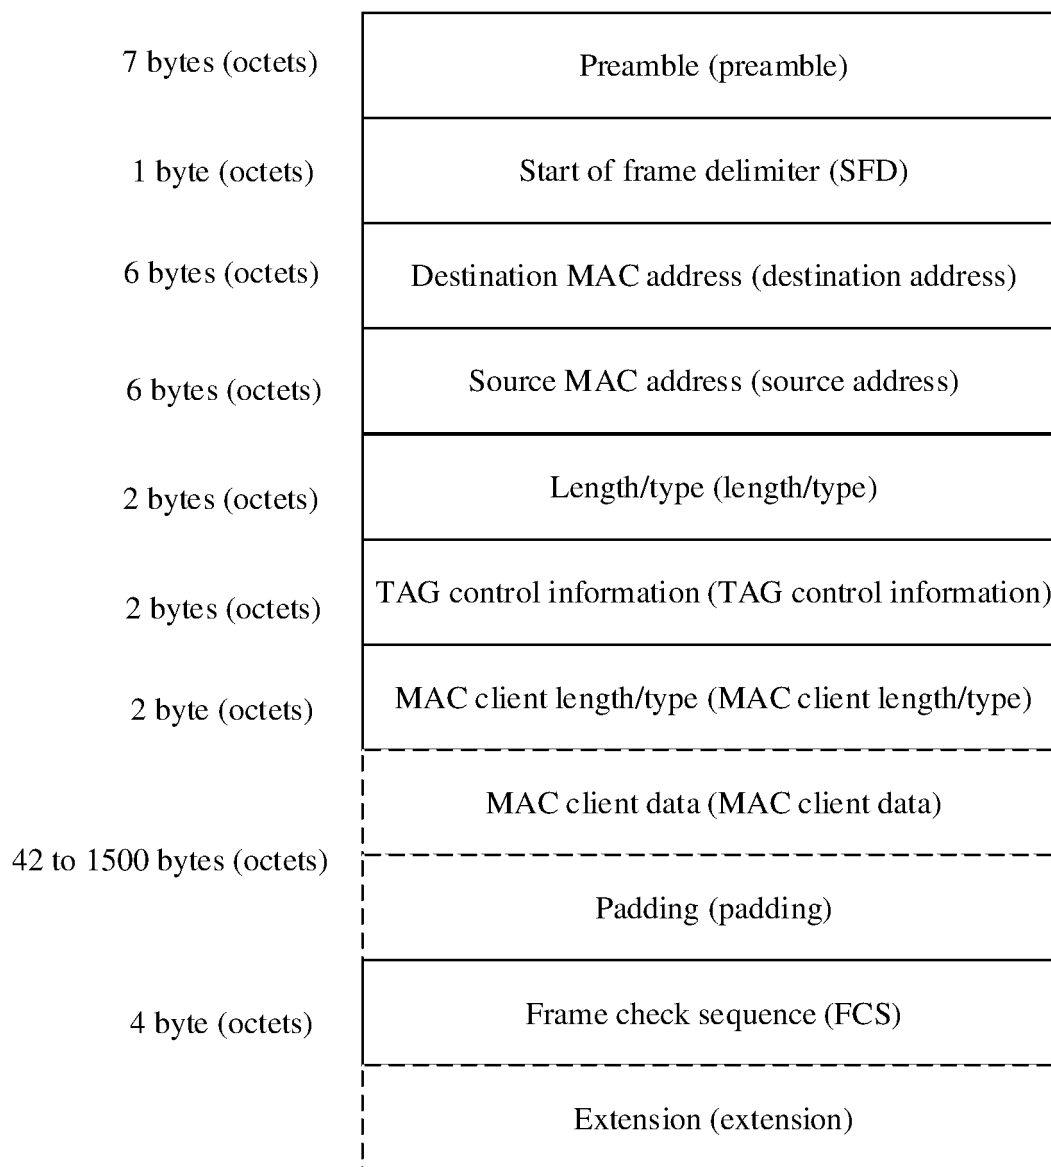 7 bytes (octets)
Preamble (preamble)
1 byte (octets)
Start of frame delimiter (SFD)
6 bytes (octets)
Destination MAC address (destination address)
6 bytes (octets)
Source MAC address (source address)
2 bytes (octets)
Length/type (length/type)
2 bytes (octets)
TAG control information (TAG control information)
2 byte (octets)
MAC client length/type (MAC client length/type)
42 to 1500 bytes (octets)
MAC client data (MAC client data)
Padding (padding)
4 byte (octets)
Frame check sequence (FCS)
Extension (extension)